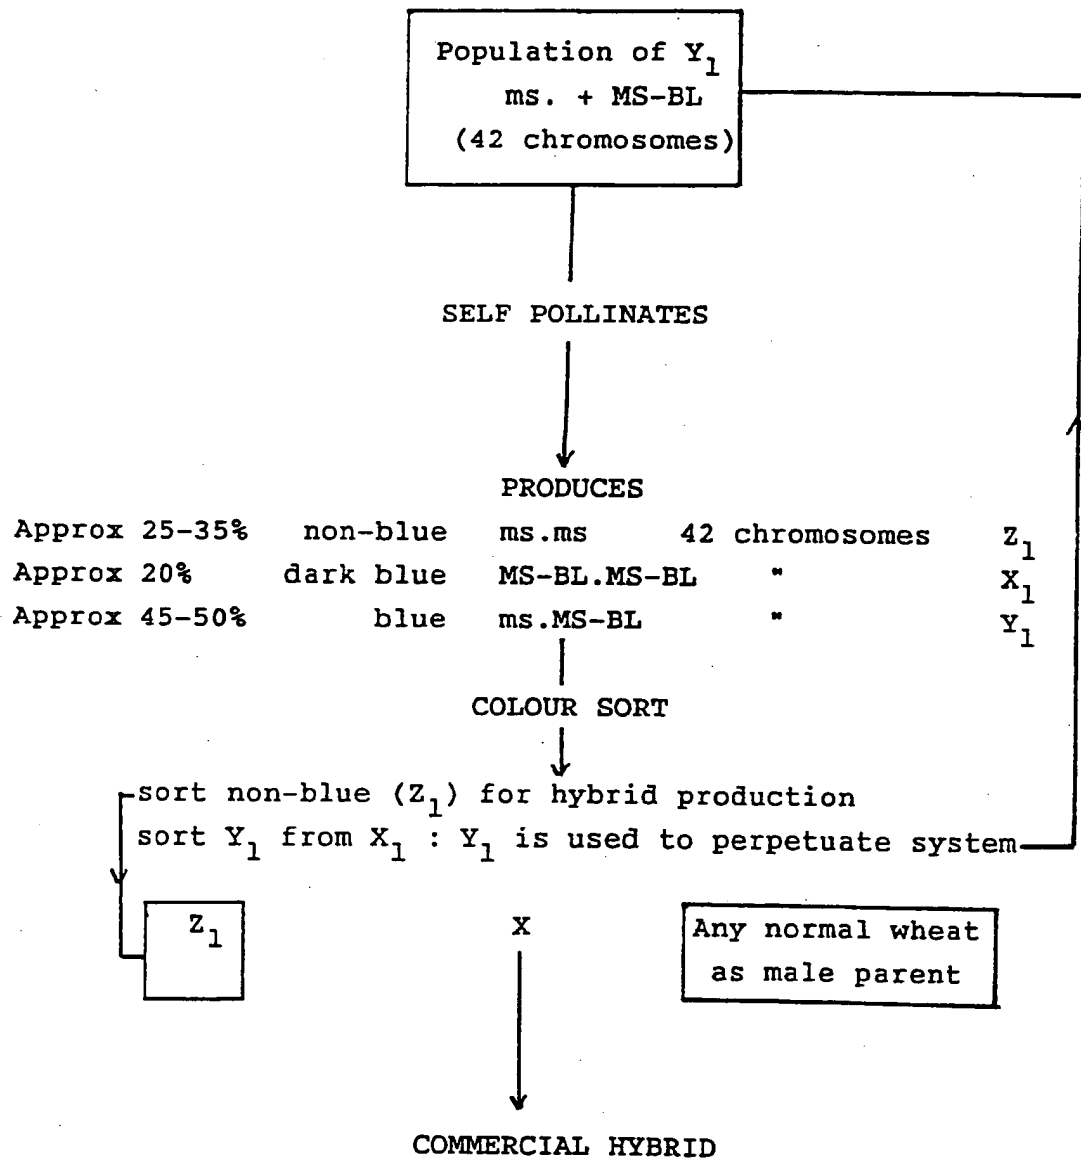 Population of Y1
ms. + MS-BL
(42 chromosomes)
SELF POLLINATES
PRODUCES
Approx 25-35% non-blue ms.ms 42 chromosomes Z1
Approx 20% dark blue MS-BL.MS-BL " X1
Approx 45-50% blue ms.MS-BL " Y1
COLOUR SORT
sort non-blue (Z1) for hybrid production
sort Y1 from X1 : Y1 is used to perpetuate system
Z1 X Any normal wheat
as male parent
COMMERCIAL HYBRID